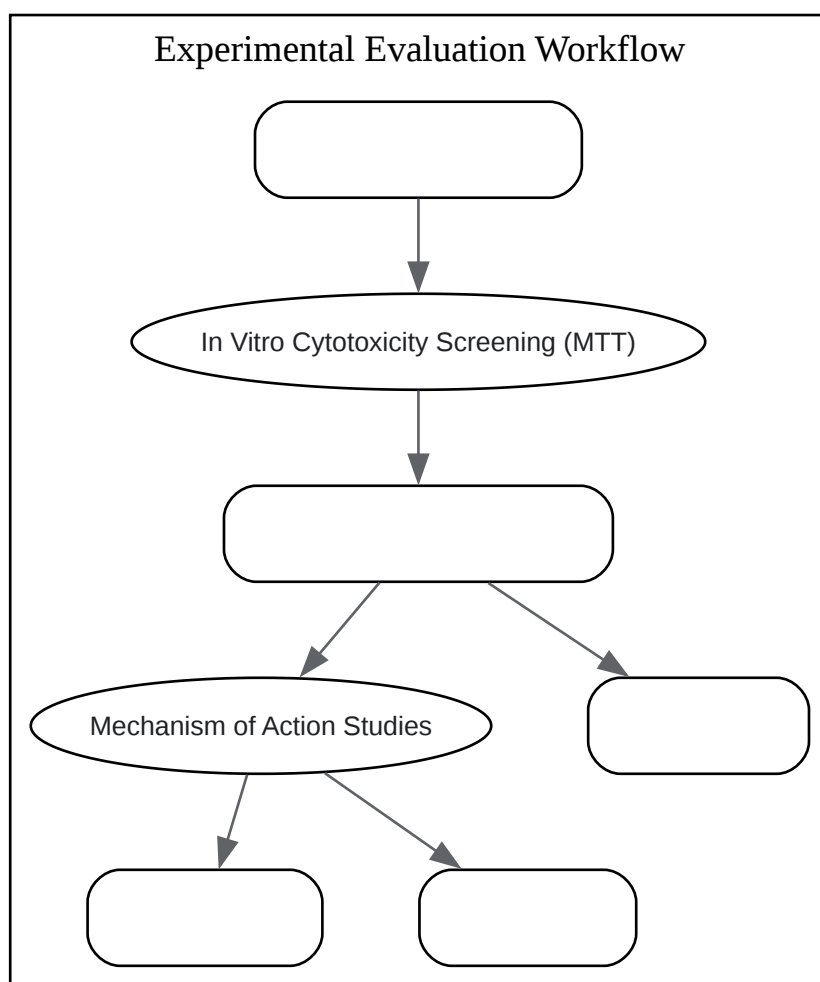 Experimental Evaluation Workflow
In Vitro Cytotoxicity Screening (MTT)
Mechanism of Action Studies